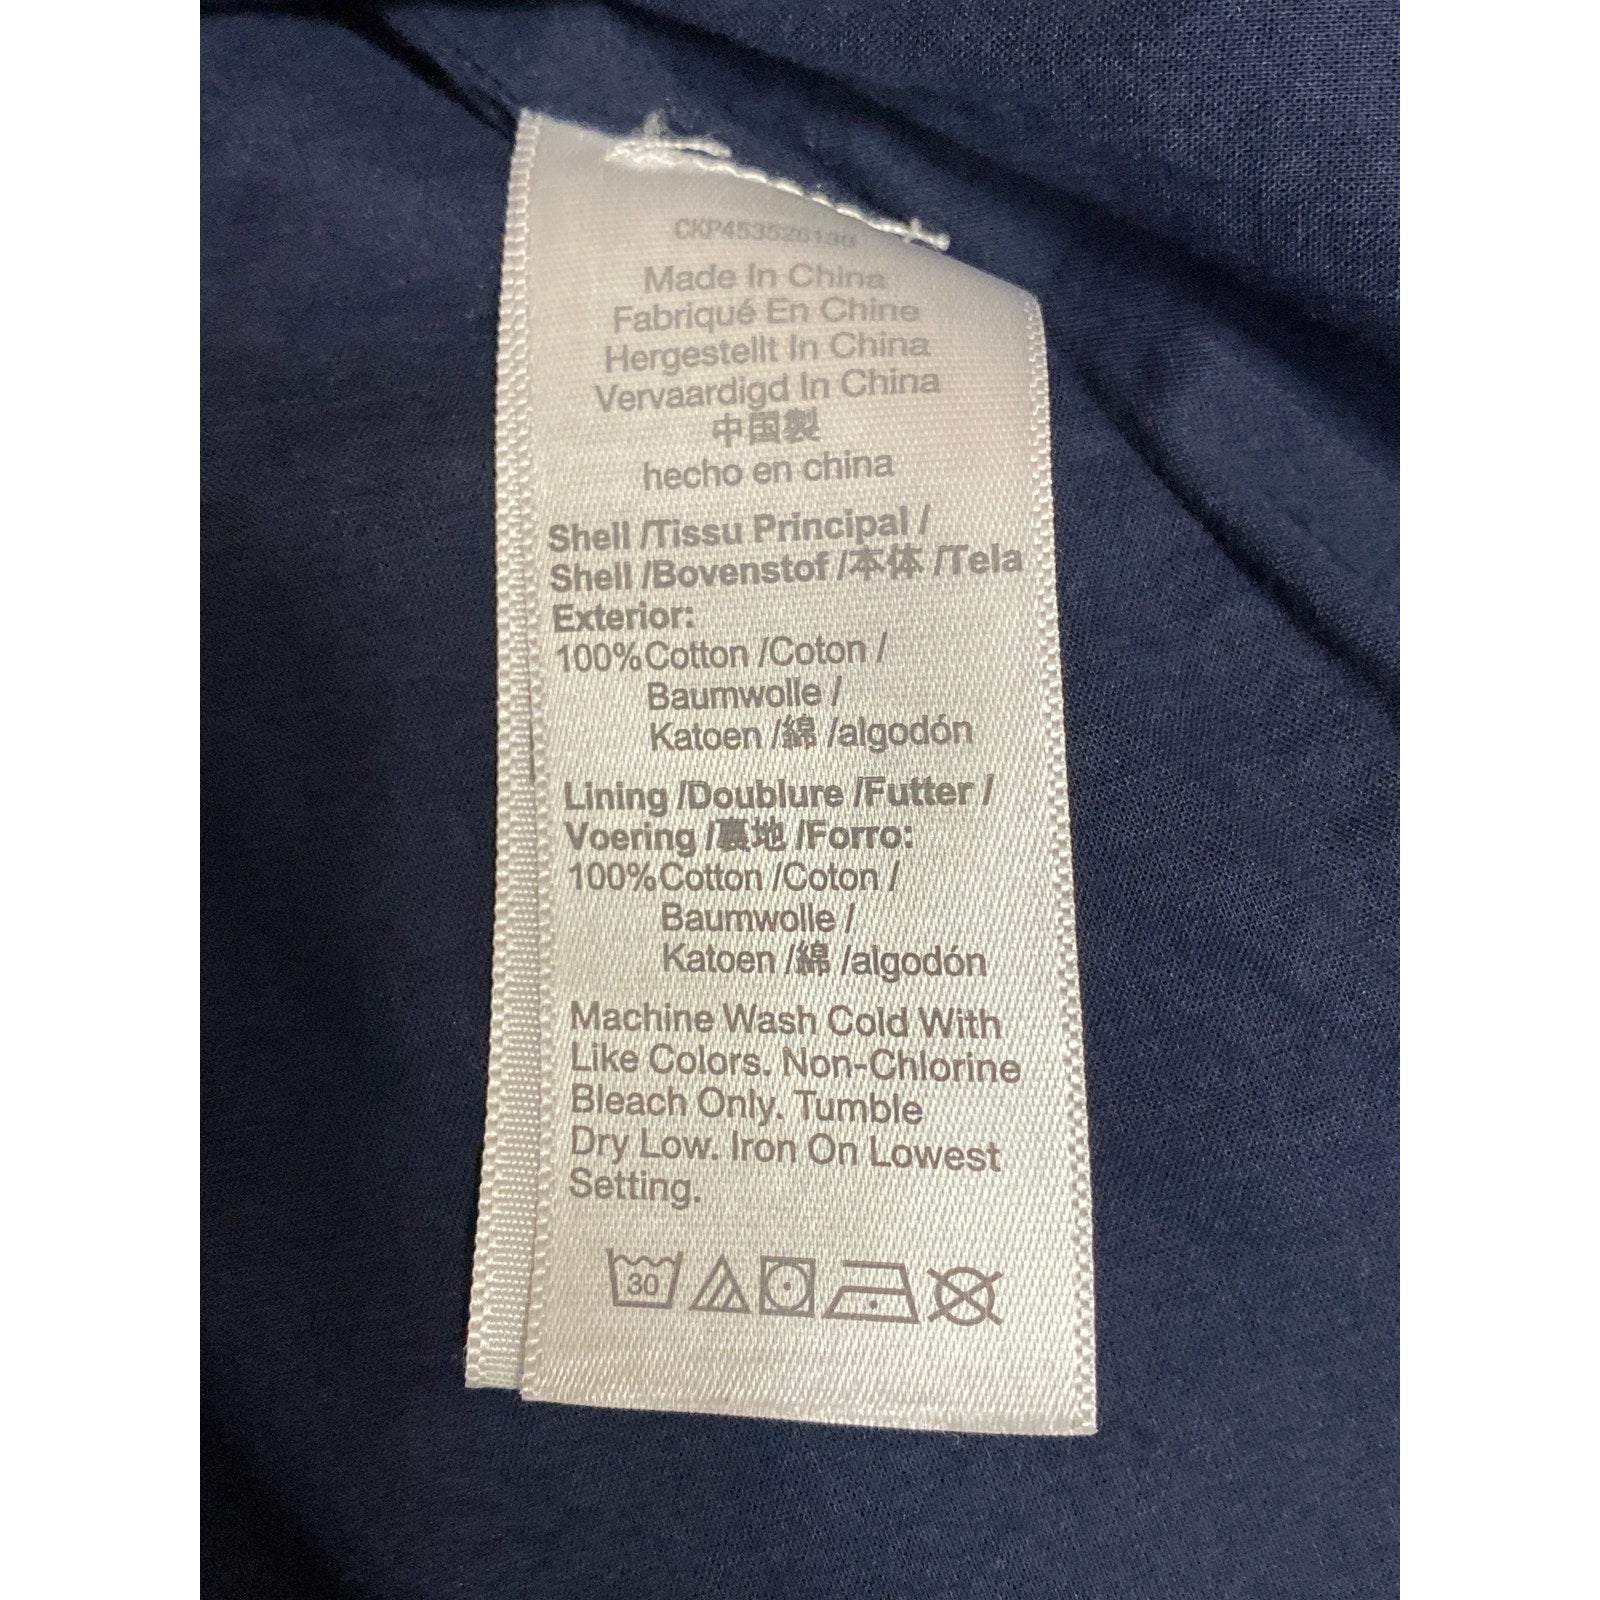 CKP453526130
Made In China
Fabriqué En Chine
Hergestellt In China
Vervaardigd In China
中国製
hecho en china
Shell /Tissu Principal /
Shell /Bovenstof /本体 /Tela
Exterior:
100% Cotton /Coton /
Baumwolle /
Katoen /綿 /algodón
Lining /Doublure /Futter /
Voering /裏地 /Forro:
100% Cotton /Coton /
Baumwolle /
Katoen /綿 /algodón
Machine Wash Cold With
Like Colors. Non-Chlorine
Bleach Only. Tumble
Dry Low. Iron On Lowest
Setting.
30